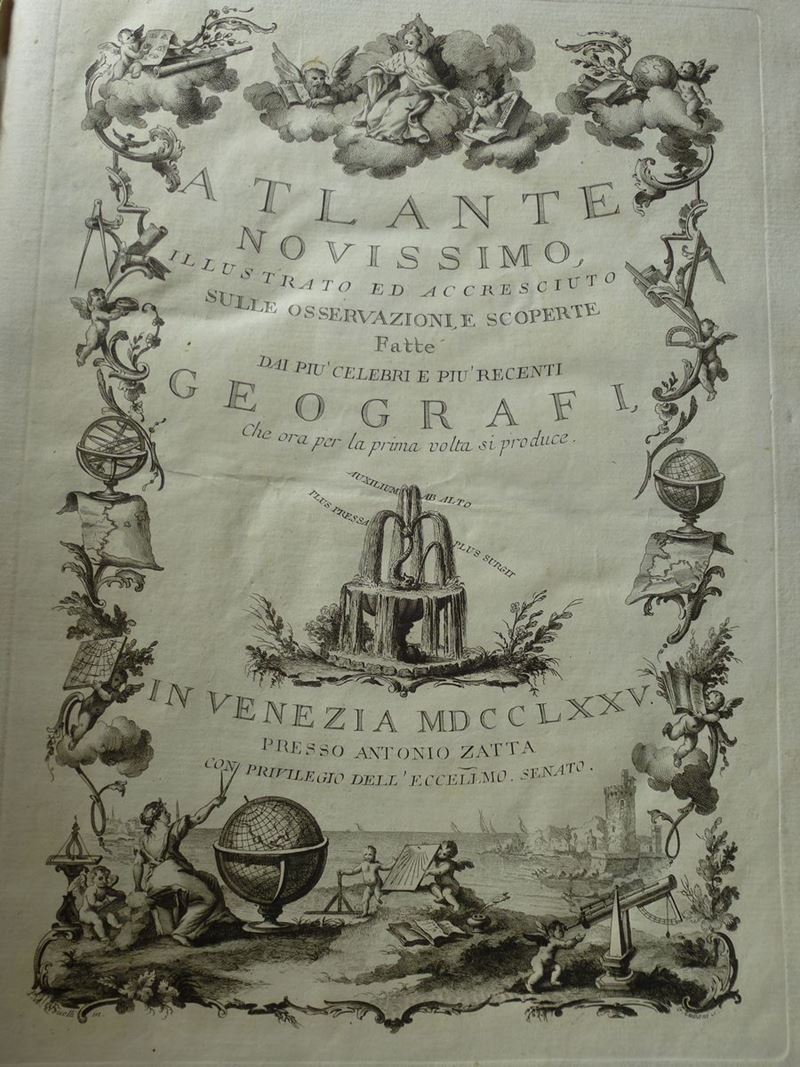 ATLANTE
NOVISSIMO,
ILLUSTRATO ED ACCRESCIUTO
SULLE OSSERVAZIONI, E SCOPERTE
Fatte
DAI PIU' CELEBRI E PIU' RECENTI
GEOGRAFI,
Che ora per la prima volta si produce.
AUXILIUM AB ALTO
PLUS PRESSA PLUS SURGIT
IN VENEZIA MDCCLXXV.
PRESSO ANTONIO ZATTA
CON PRIVILEGIO DELL' ECCELLMO. SENATO.
in.